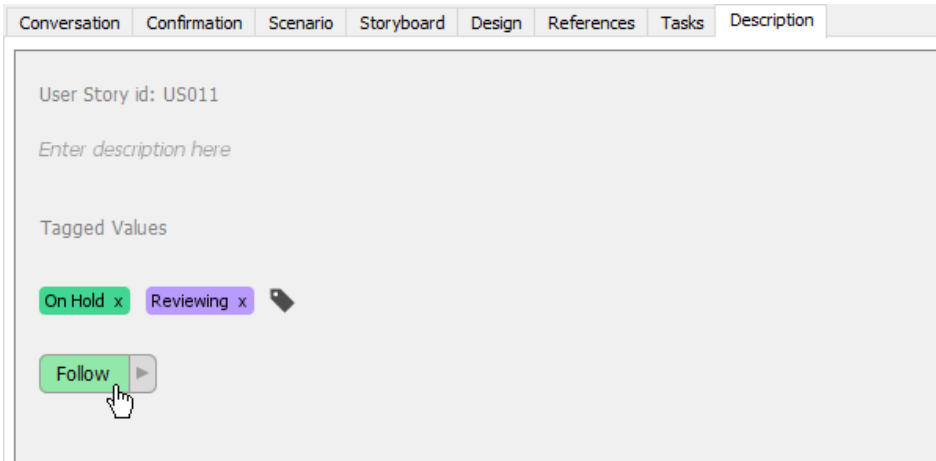 Conversation Confirmation Scenario Storyboard Design References Tasks Description
User Story id: US011
Enter description here
Tagged Values
On Hold x Reviewing x
Follow